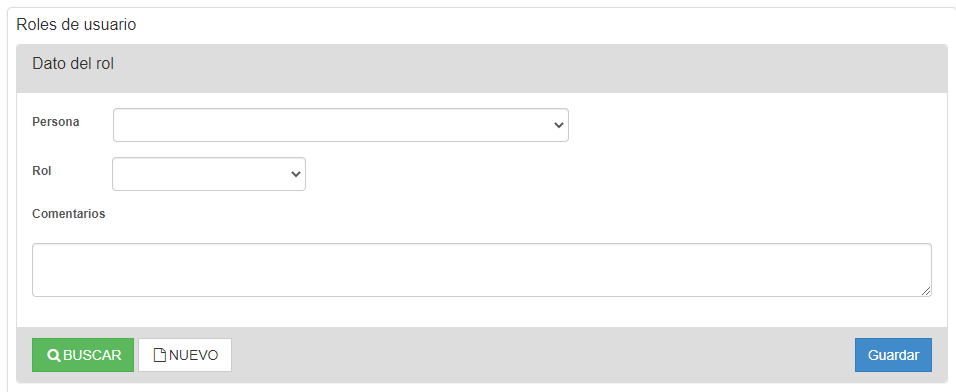 Roles de usuario
Dato del rol
Persona
Rol
Comentarios
BUSCAR NUEVO Guardar